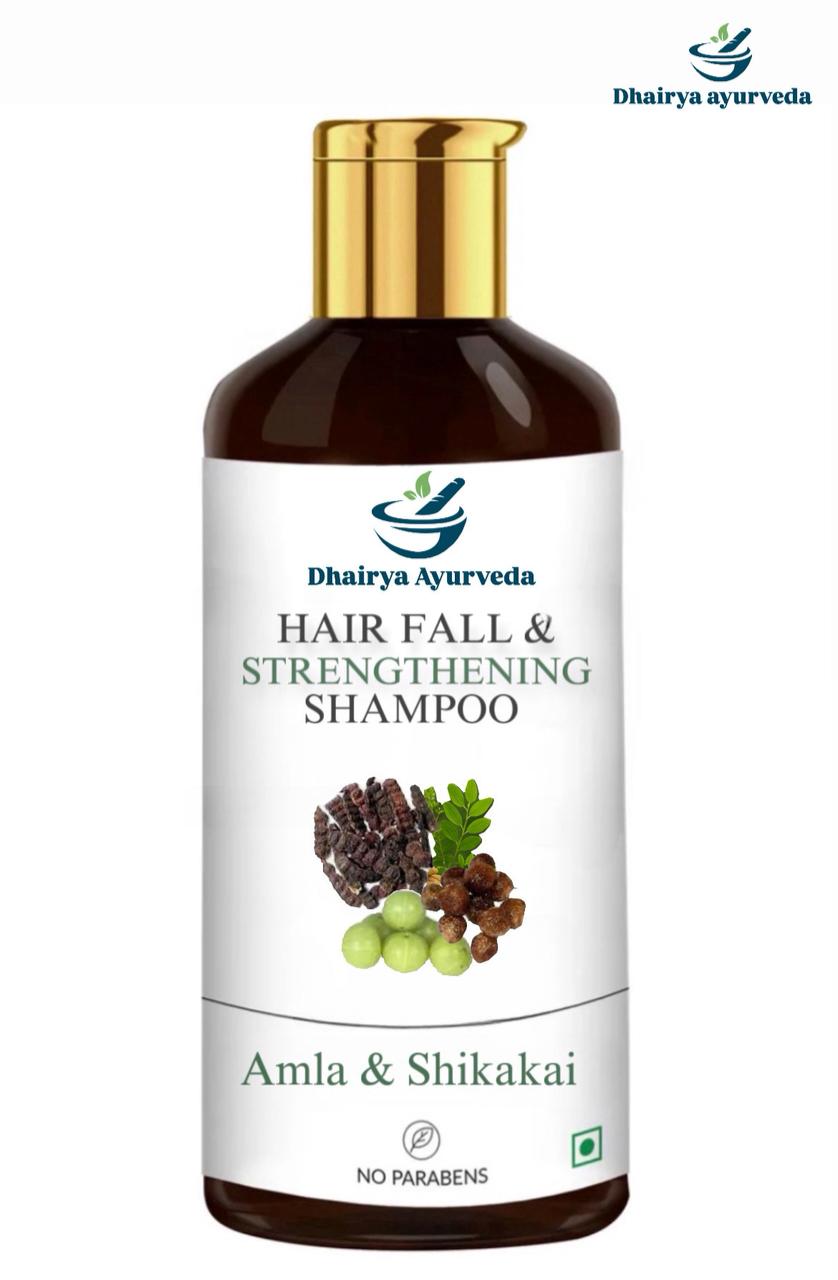 Dhairya ayurveda
Dhairya Ayurveda
HAIR FALL &
STRENGTHENING
SHAMPOO
Amla & Shikakai
NO PARABENS